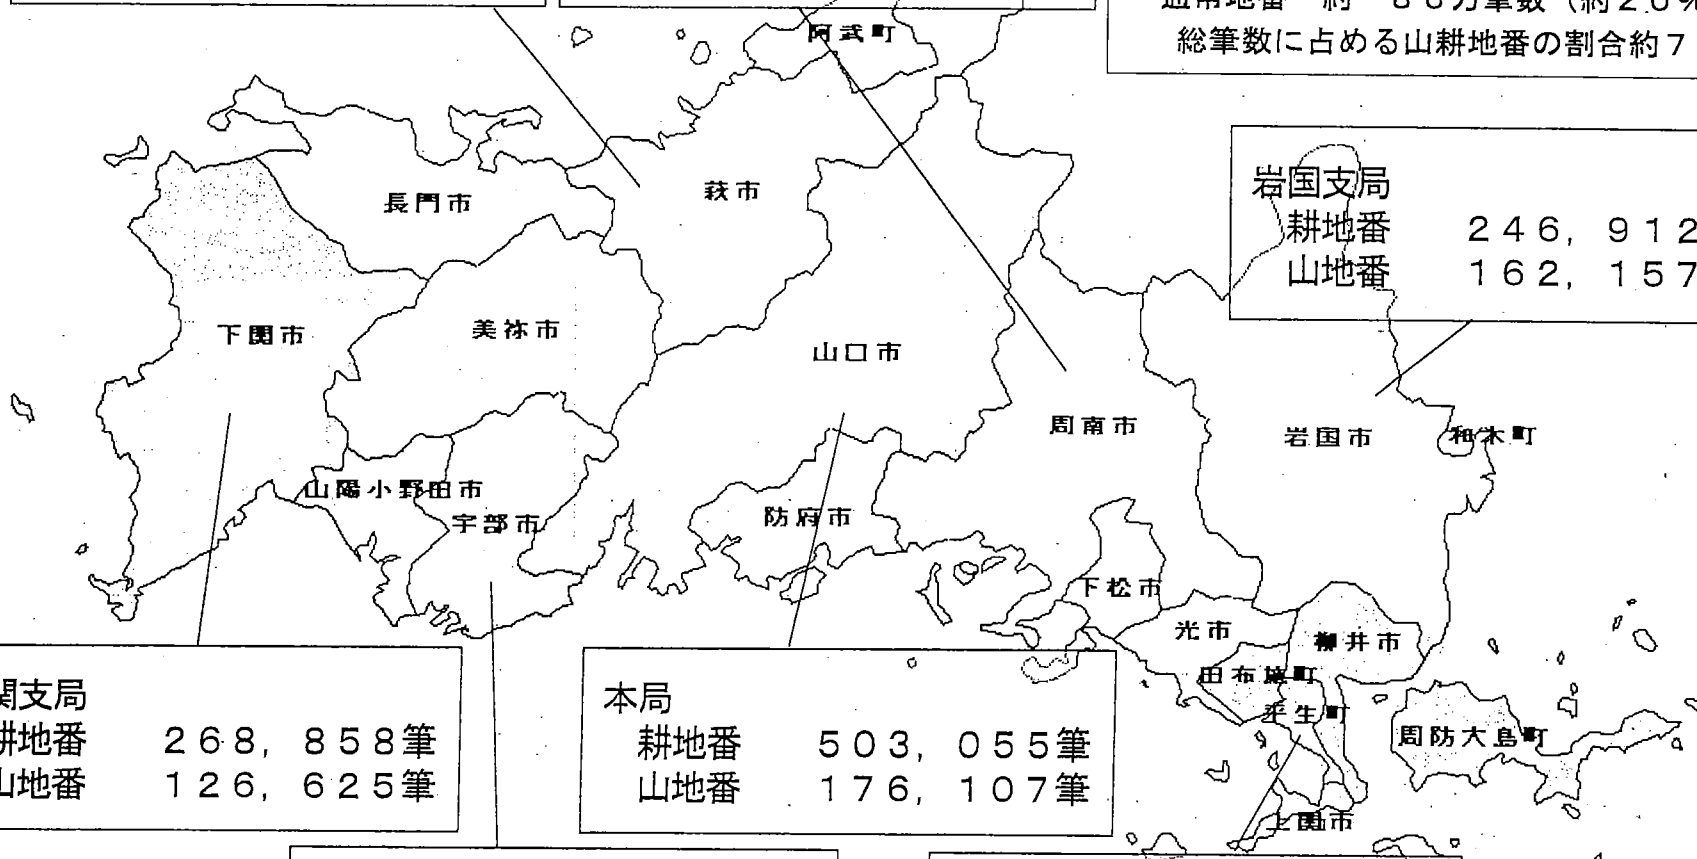 総筆数に占める山耕地番の割合約７
阿武町
萩市
長門市
岩国支局
耕地番 ２４６，９１２
山地番 １６２，１５７
下関市
美祢市
山口市
周南市
岩国市
和木町
山陽小野田市
宇部市
防府市
下松市
光市
柳井市
田布施町
平生町
周防大島町
上関市
関支局
耕地番 ２６８，８５８筆
山地番 １２６，６２５筆
本局
耕地番 ５０３，０５５筆
山地番 １７６，１０７筆